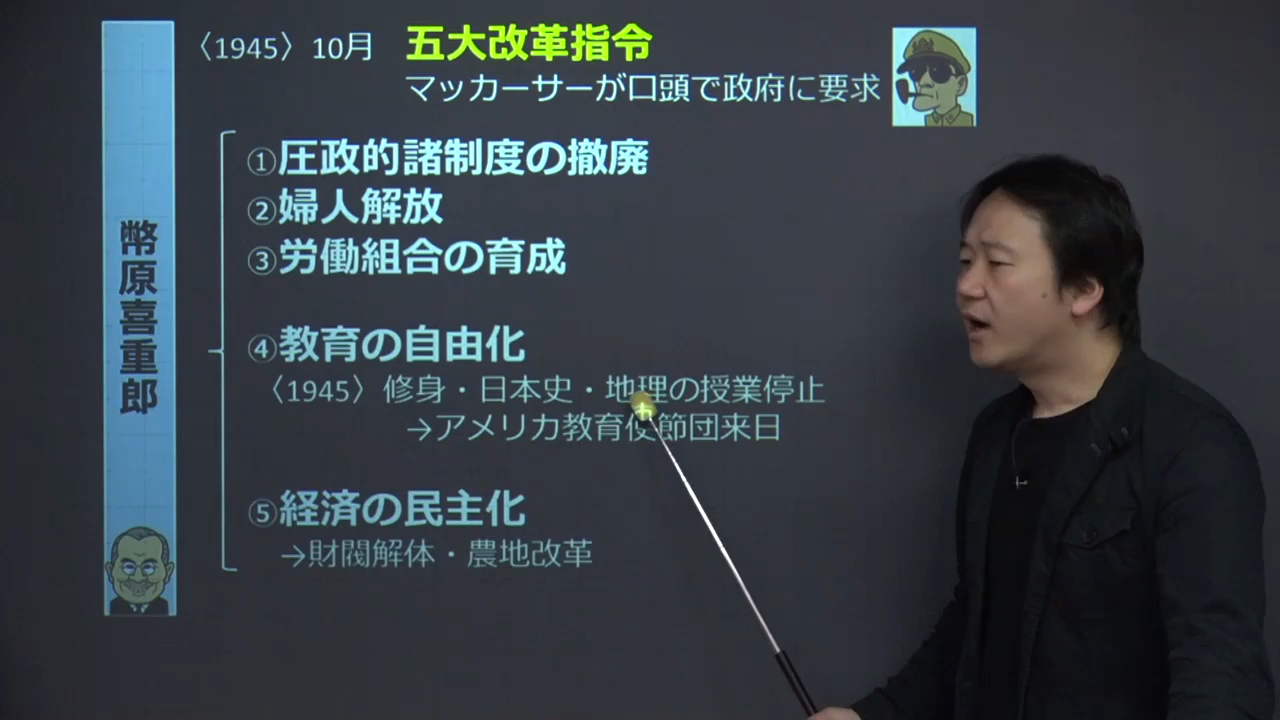 〈1945〉10月 五大改革指令
マッカーサーが口頭で政府に要求
幣原喜重郎
①圧政的諸制度の撤廃
②婦人解放
③労働組合の育成
④教育の自由化
〈1945〉修身・日本史・地理の授業停止
→アメリカ教育使節団来日
⑤経済の民主化
→財閥解体・農地改革